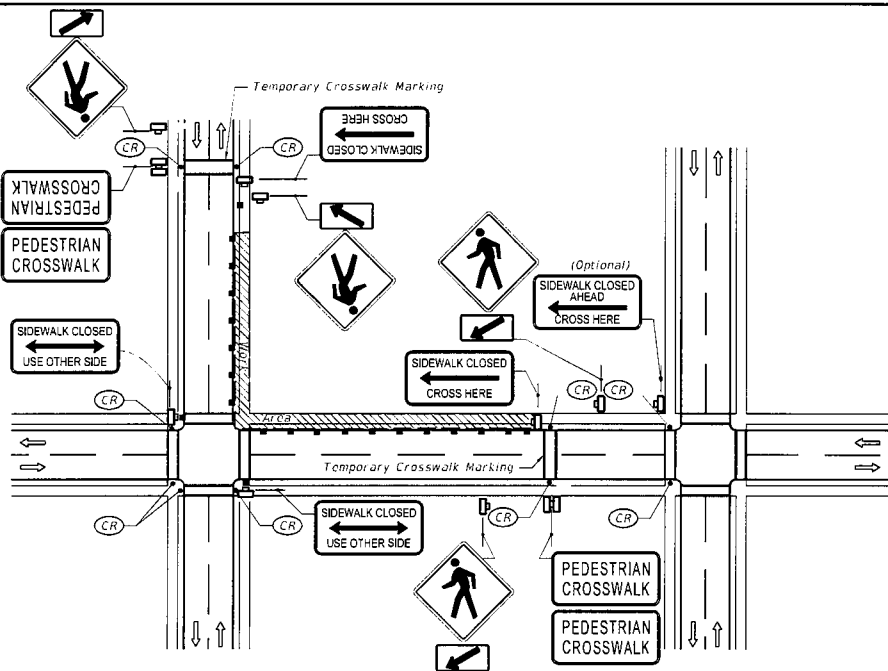 Temporary Crosswalk Marking
CR
CR
SIDEWALK CLOSED
CROSS HERE
PEDESTRIAN
CROSSWALK
PEDESTRIAN
CROSSWALK
(Optional)
SIDEWALK CLOSED
AHEAD
CROSS HERE
SIDEWALK CLOSED
USE OTHER SIDE
SIDEWALK CLOSED
CROSS HERE
CR
CR
CR
Area
Temporary Crosswalk Marking
CR
CR
SIDEWALK CLOSED
USE OTHER SIDE
CR
CR
PEDESTRIAN
CROSSWALK
PEDESTRIAN
CROSSWALK